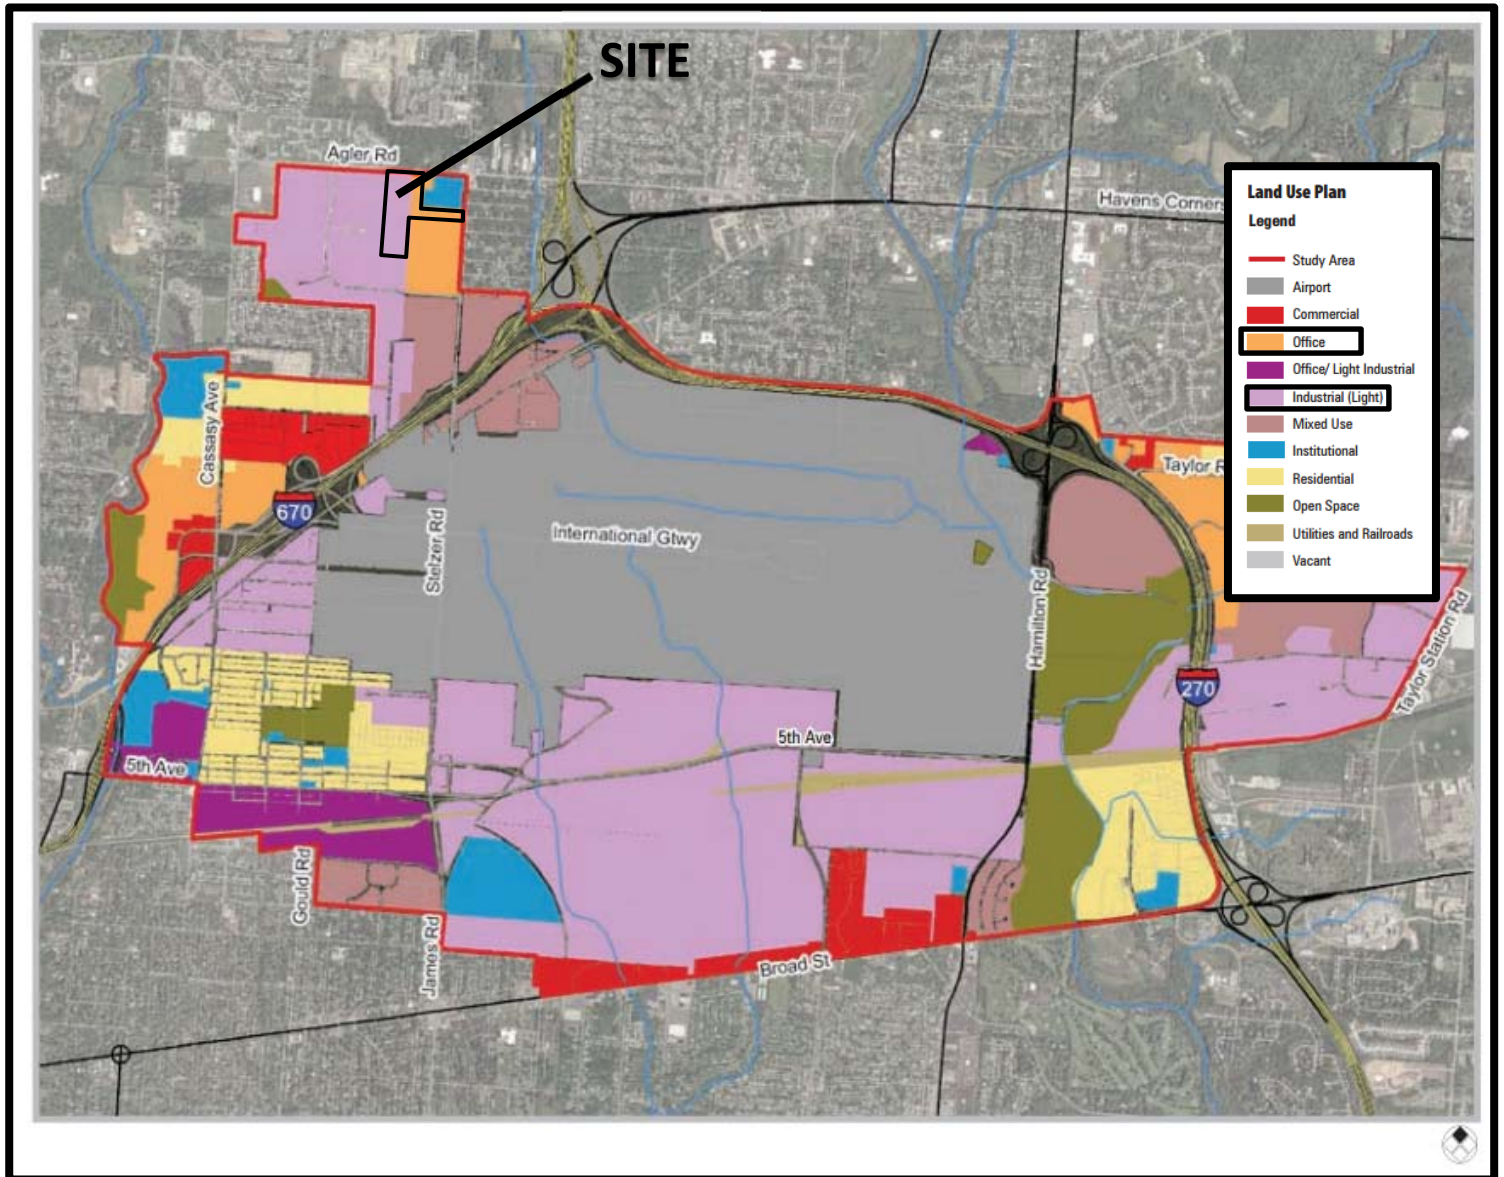 SITE
Agler Rd
Havens Corners
Land Use Plan
Legend
Study Area
Airport
Commercial
Office
Office/ Light Industrial
Industrial (Light)
Mixed Use
Institutional
Residential
Open Space
Utilities and Railroads
Vacant
Cassasy Ave
Taylor R
670
Stelzer Rd
International Gtwy
Hamilton Rd
270
Taylor Station Rd
5th Ave
5th Ave
Gould Rd
James Rd
Broad St